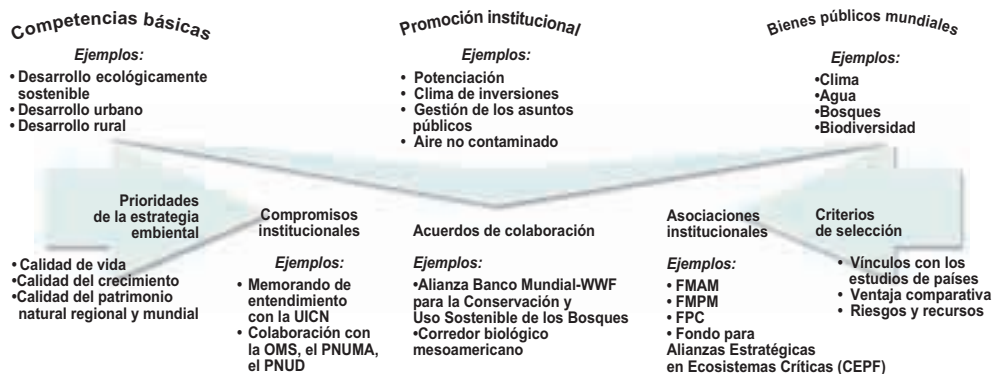 Competencias básicas
Ejemplos:
• Desarrollo ecológicamente
sostenible
• Desarrollo urbano
• Desarrollo rural
Promoción institucional
Ejemplos:
• Potenciación
• Clima de inversiones
• Gestión de los asuntos
públicos
• Aire no contaminado
Bienes públicos mundiales
Ejemplos:
•Clima
•Agua
•Bosques
•Biodiversidad
Prioridades
de la estrategia
embiental
• Calidad de vida
•Calidad del crecimiento
•Calidad del patrimonio
natural regional y mundial
Compromisos
institucionales
Ejemplos:
• Memorando de
entendimiento
con la UICN
• Colaboración con
la OMS, el PNUMA,
el PNUD
Acuerdos de colaboración
Ejemplos:
•Alianza Banco Mundial-WWF
para la Conservación y
Uso Sostenible de los Bosques
•Corredor biológico
mesoamericano
Asociaciones
institucionales
Ejemplos:
• FMAM
• FMPM
• FPC
• Fondo para
Alianzas Estratégicas
en Ecosistemas Críticas (CEPF)
Criterios
de selección
• Vínculos con los
estudios de países
• Ventaja comparativa
• Riesgos y recursos